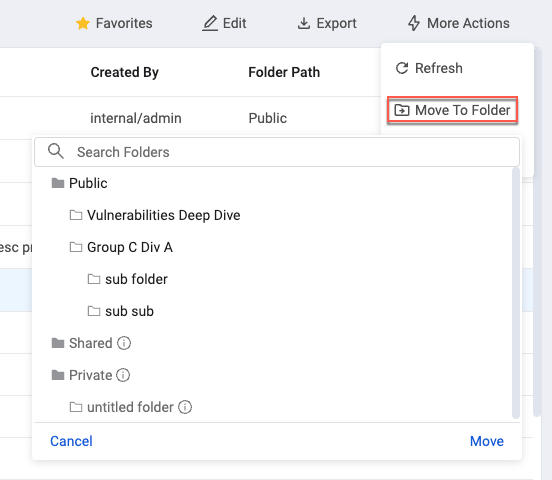 Favorites Edit Export More Actions
Created By Folder Path
Refresh
internal/admin Public
Move To Folder
Search Folders
Public
Vulnerabilities Deep Dive
Group C Div A
esc pr
sub folder
sub sub
Shared
Private
untitled folder
Cancel Move